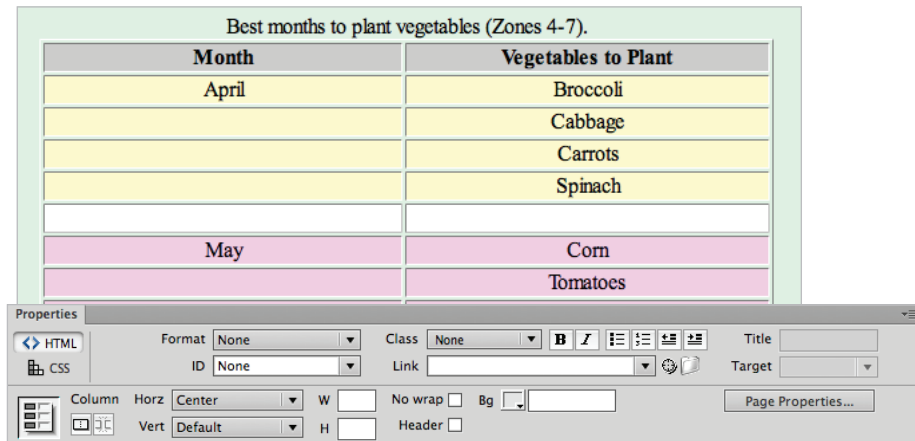 Best months to plant vegetables (Zones 4-7).
Month Vegetables to Plant
April Broccoli
Cabbage
Carrots
Spinach
May Corn
Tomatoes
Properties
<> HTML Format None Class None B I Title
CSS ID None Link Target
Column Horz Center W No wrap Bg Page Properties...
Vert Default H Header